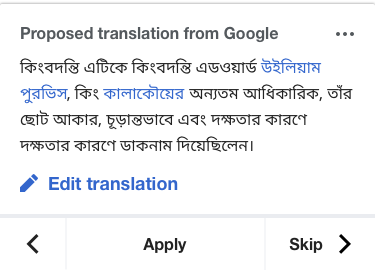 Proposed translation from Google
কিংবদন্তি এটিকে কিংবদন্তি এডওয়ার্ড উইলিয়াম
পুরভিস, কিং কালাকৌয়ের অন্যতম আধিকারিক, তাঁর
ছোট আকার, চূড়ান্তভাবে এবং দক্ষতার কারণে
দক্ষতার কারণে ডাকনাম দিয়েছিলেন।
Edit translation
Apply
Skip